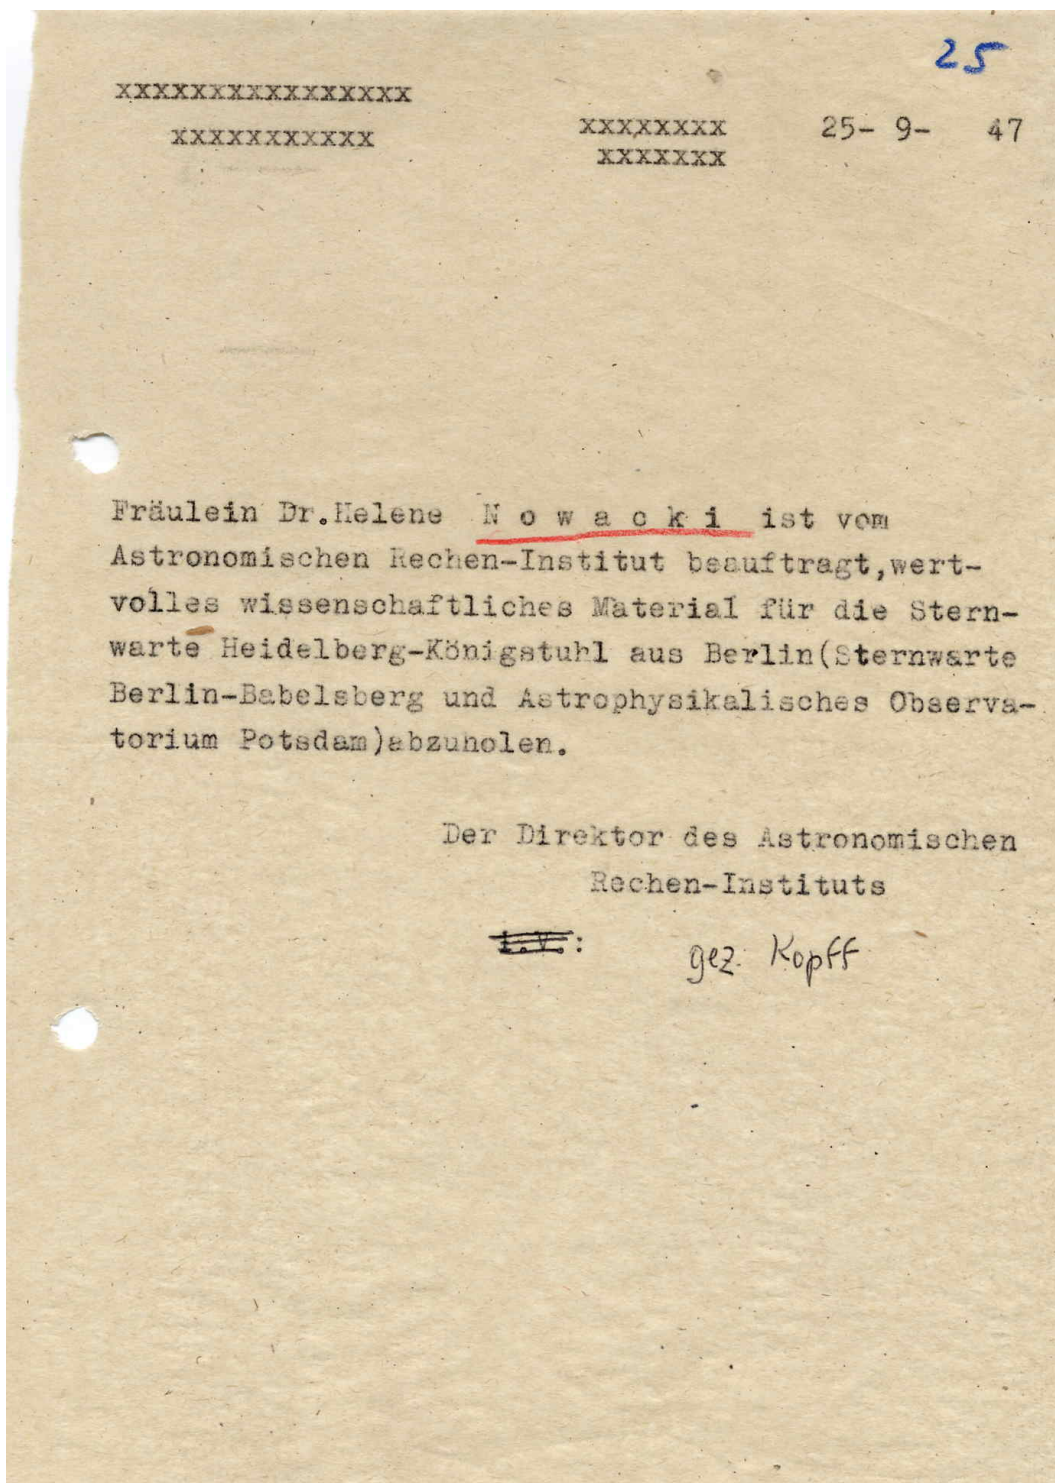 25
xxxxxxxxxxxxxxxx
xxxxxxxxxxx
xxxxxxxx 25- 9- 47
xxxxxxx
Fräulein Dr.Helene N o w a c k i ist vom
Astronomischen Rechen-Institut beauftragt,wert-
volles wissenschaftliches Material für die Stern-
warte Heidelberg-Königstuhl aus Berlin(Sternwarte
Berlin-Babelsberg und Astrophysikalisches Observa-
torium Potsdam)abzuholen.
Der Direktor des Astronomischen
Rechen-Instituts
i.V.: gez. Kopff